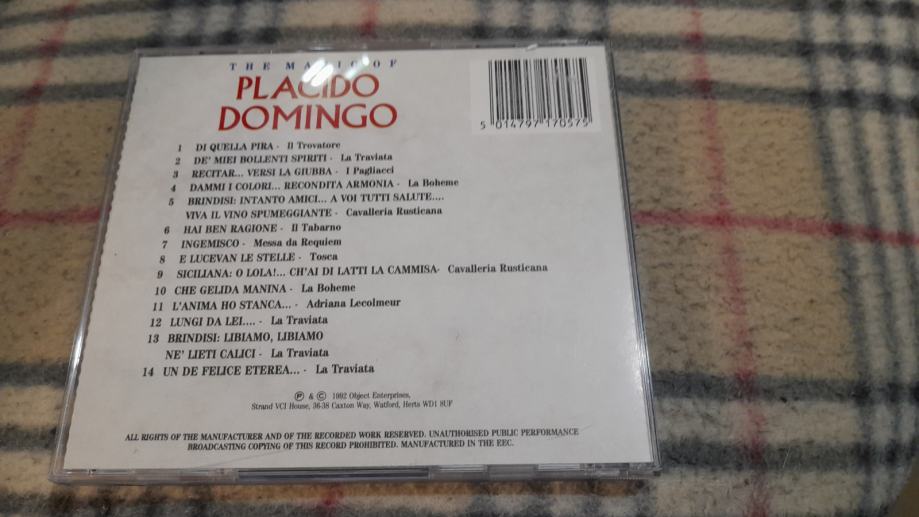 THE MAGIC OF
PLACIDO
DOMINGO
5 014797 170575
1 DI QUELLA PIRA - Il Trovatore
2 DE' MIEI BOLLENTI SPIRITI - La Traviata
3 RECITAR... VERSI LA GIUBBA - I Pagliacci
4 DAMMI I COLORI... RECONDITA ARMONIA - La Boheme
5 BRINDISI: INTANTO AMICI... A VOI TUTTI SALUTE....
VIVA IL VINO SPUMEGGIANTE - Cavalleria Rusticana
6 HAI BEN RAGIONE - Il Tabarno
7 INGEMISCO - Messa da Requiem
8 E LUCEVAN LE STELLE - Tosca
9 SICILIANA: O LOLA!... CH'AI DI LATTI LA CAMMISA- Cavalleria Rusticana
10 CHE GELIDA MANINA - La Boheme
11 L'ANIMA HO STANCA... - Adriana Lecolmeur
12 LUNGI DA LEI.... - La Traviata
13 BRINDISI: LIBIAMO, LIBIAMO
NE' LIETI CALICI - La Traviata
14 UN DE FELICE ETEREA... - La Traviata
Ⓟ & © 1992 Object Enterprises,
Strand VCI House, 36-38 Caxton Way, Watford, Herts WD1 8UF
ALL RIGHTS OF THE MANUFACTURER AND OF THE RECORDED WORK RESERVED. UNAUTHORISED PUBLIC PERFORMANCE
BROADCASTING COPYING OF THIS RECORD PROHIBITED. MANUFACTURED IN THE EEC.